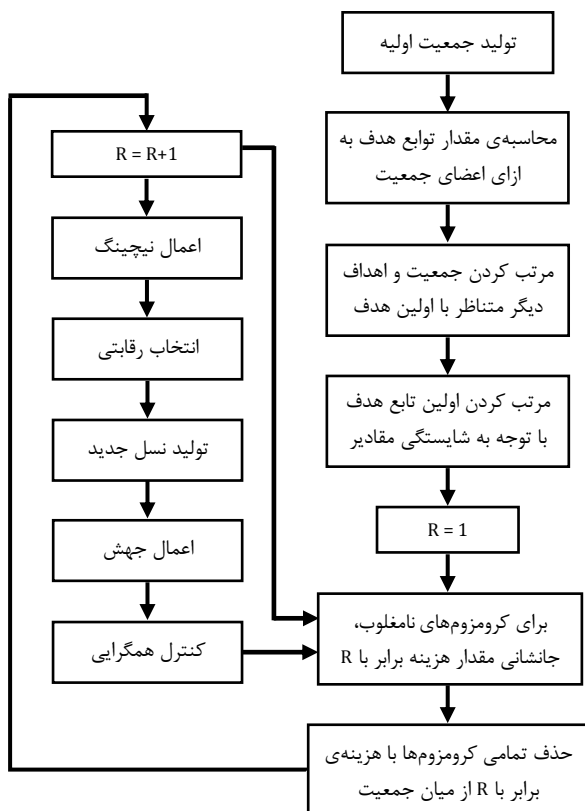 تولید جمعیت اولیه
محاسبه‌ی مقدار توابع هدف به
ازای اعضای جمعیت
مرتب کردن جمعیت و اهداف
دیگر متناظر با اولین هدف
مرتب کردن اولین تابع هدف
با توجه به شایستگی مقادیر
R = 1
برای کرومزوم‌های نامغلوب،
جانشانی مقدار هزینه برابر با R
حذف تمامی کرومزوم‌ها با هزینه‌ی
برابر با R از میان جمعیت
R = R+1
اعمال نیچینگ
انتخاب رقابتی
تولید نسل جدید
اعمال جهش
کنترل همگرایی